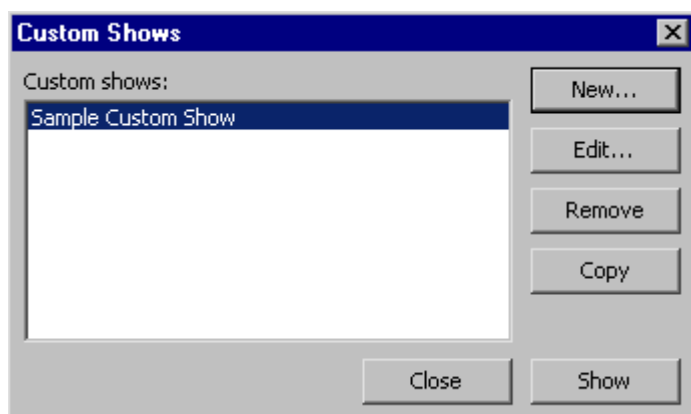 Custom Shows
Custom shows:
Sample Custom Show
New...
Edit...
Remove
Copy
Close
Show